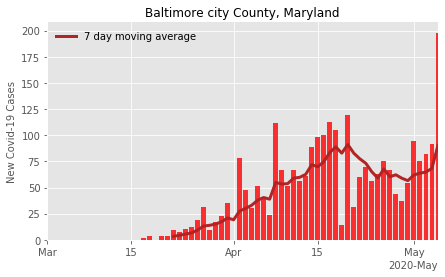 Baltimore city County, Maryland
7 day moving average
New Covid-19 Cases
200
175
150
125
100
75
50
25
0
Mar
15
Apr
15
May
2020-May